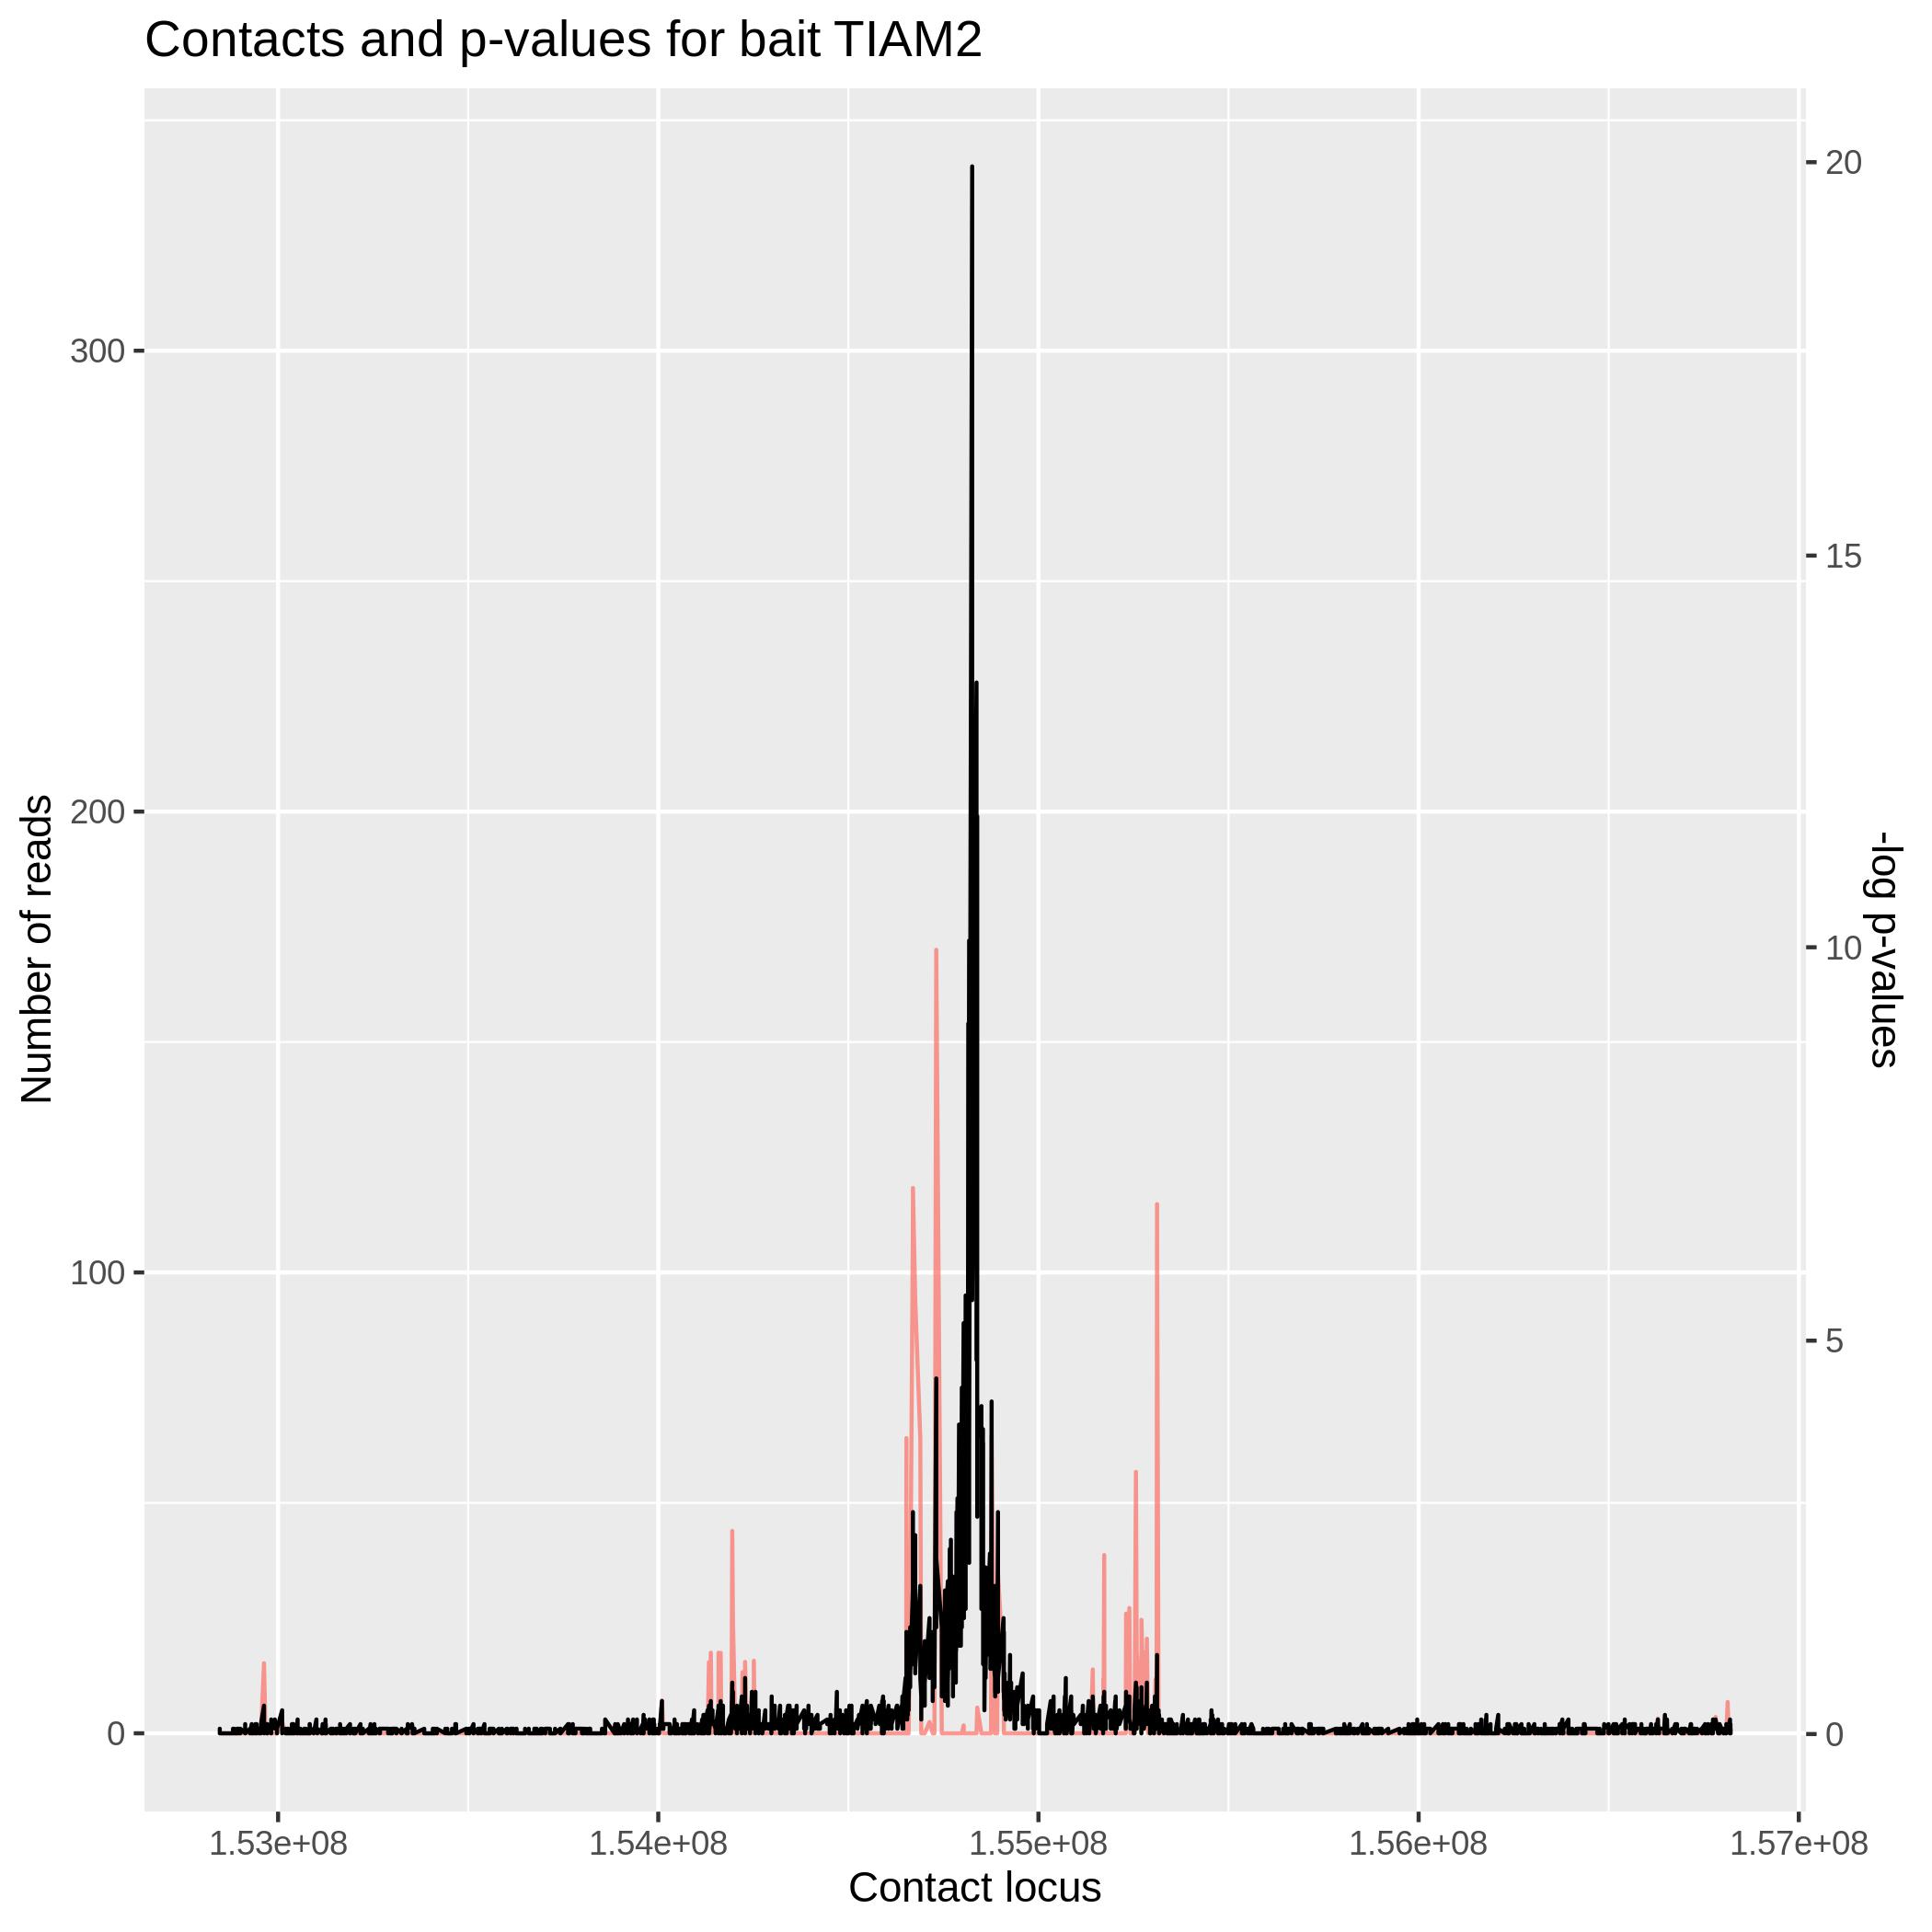 Contacts and p-values for bait TIAM2
300
200
100
0
Number of reads
20
15
10
5
0
-log p-values
1.53e+08
1.54e+08
1.55e+08
1.56e+08
1.57e+08
Contact locus